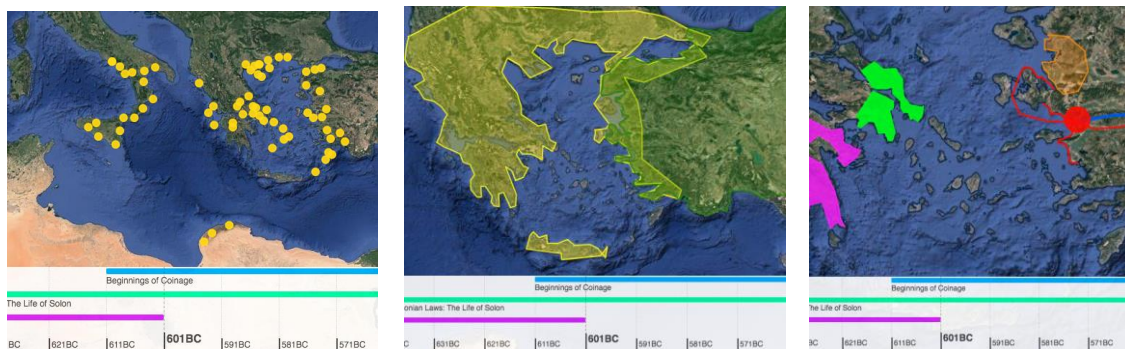 Beginnings of Coinage
The Life of Solon
BC
621BC
611BC
601BC
591BC
581BC
571BC
Beginnings of Coinage
onian Laws: The Life of Solon
C
631BC
621BC
611BC
601BC
591BC
581BC
571BC
Beginnings of Coinage
The Life of Solon
BC
621BC
611BC
601BC
591BC
581BC
571BC